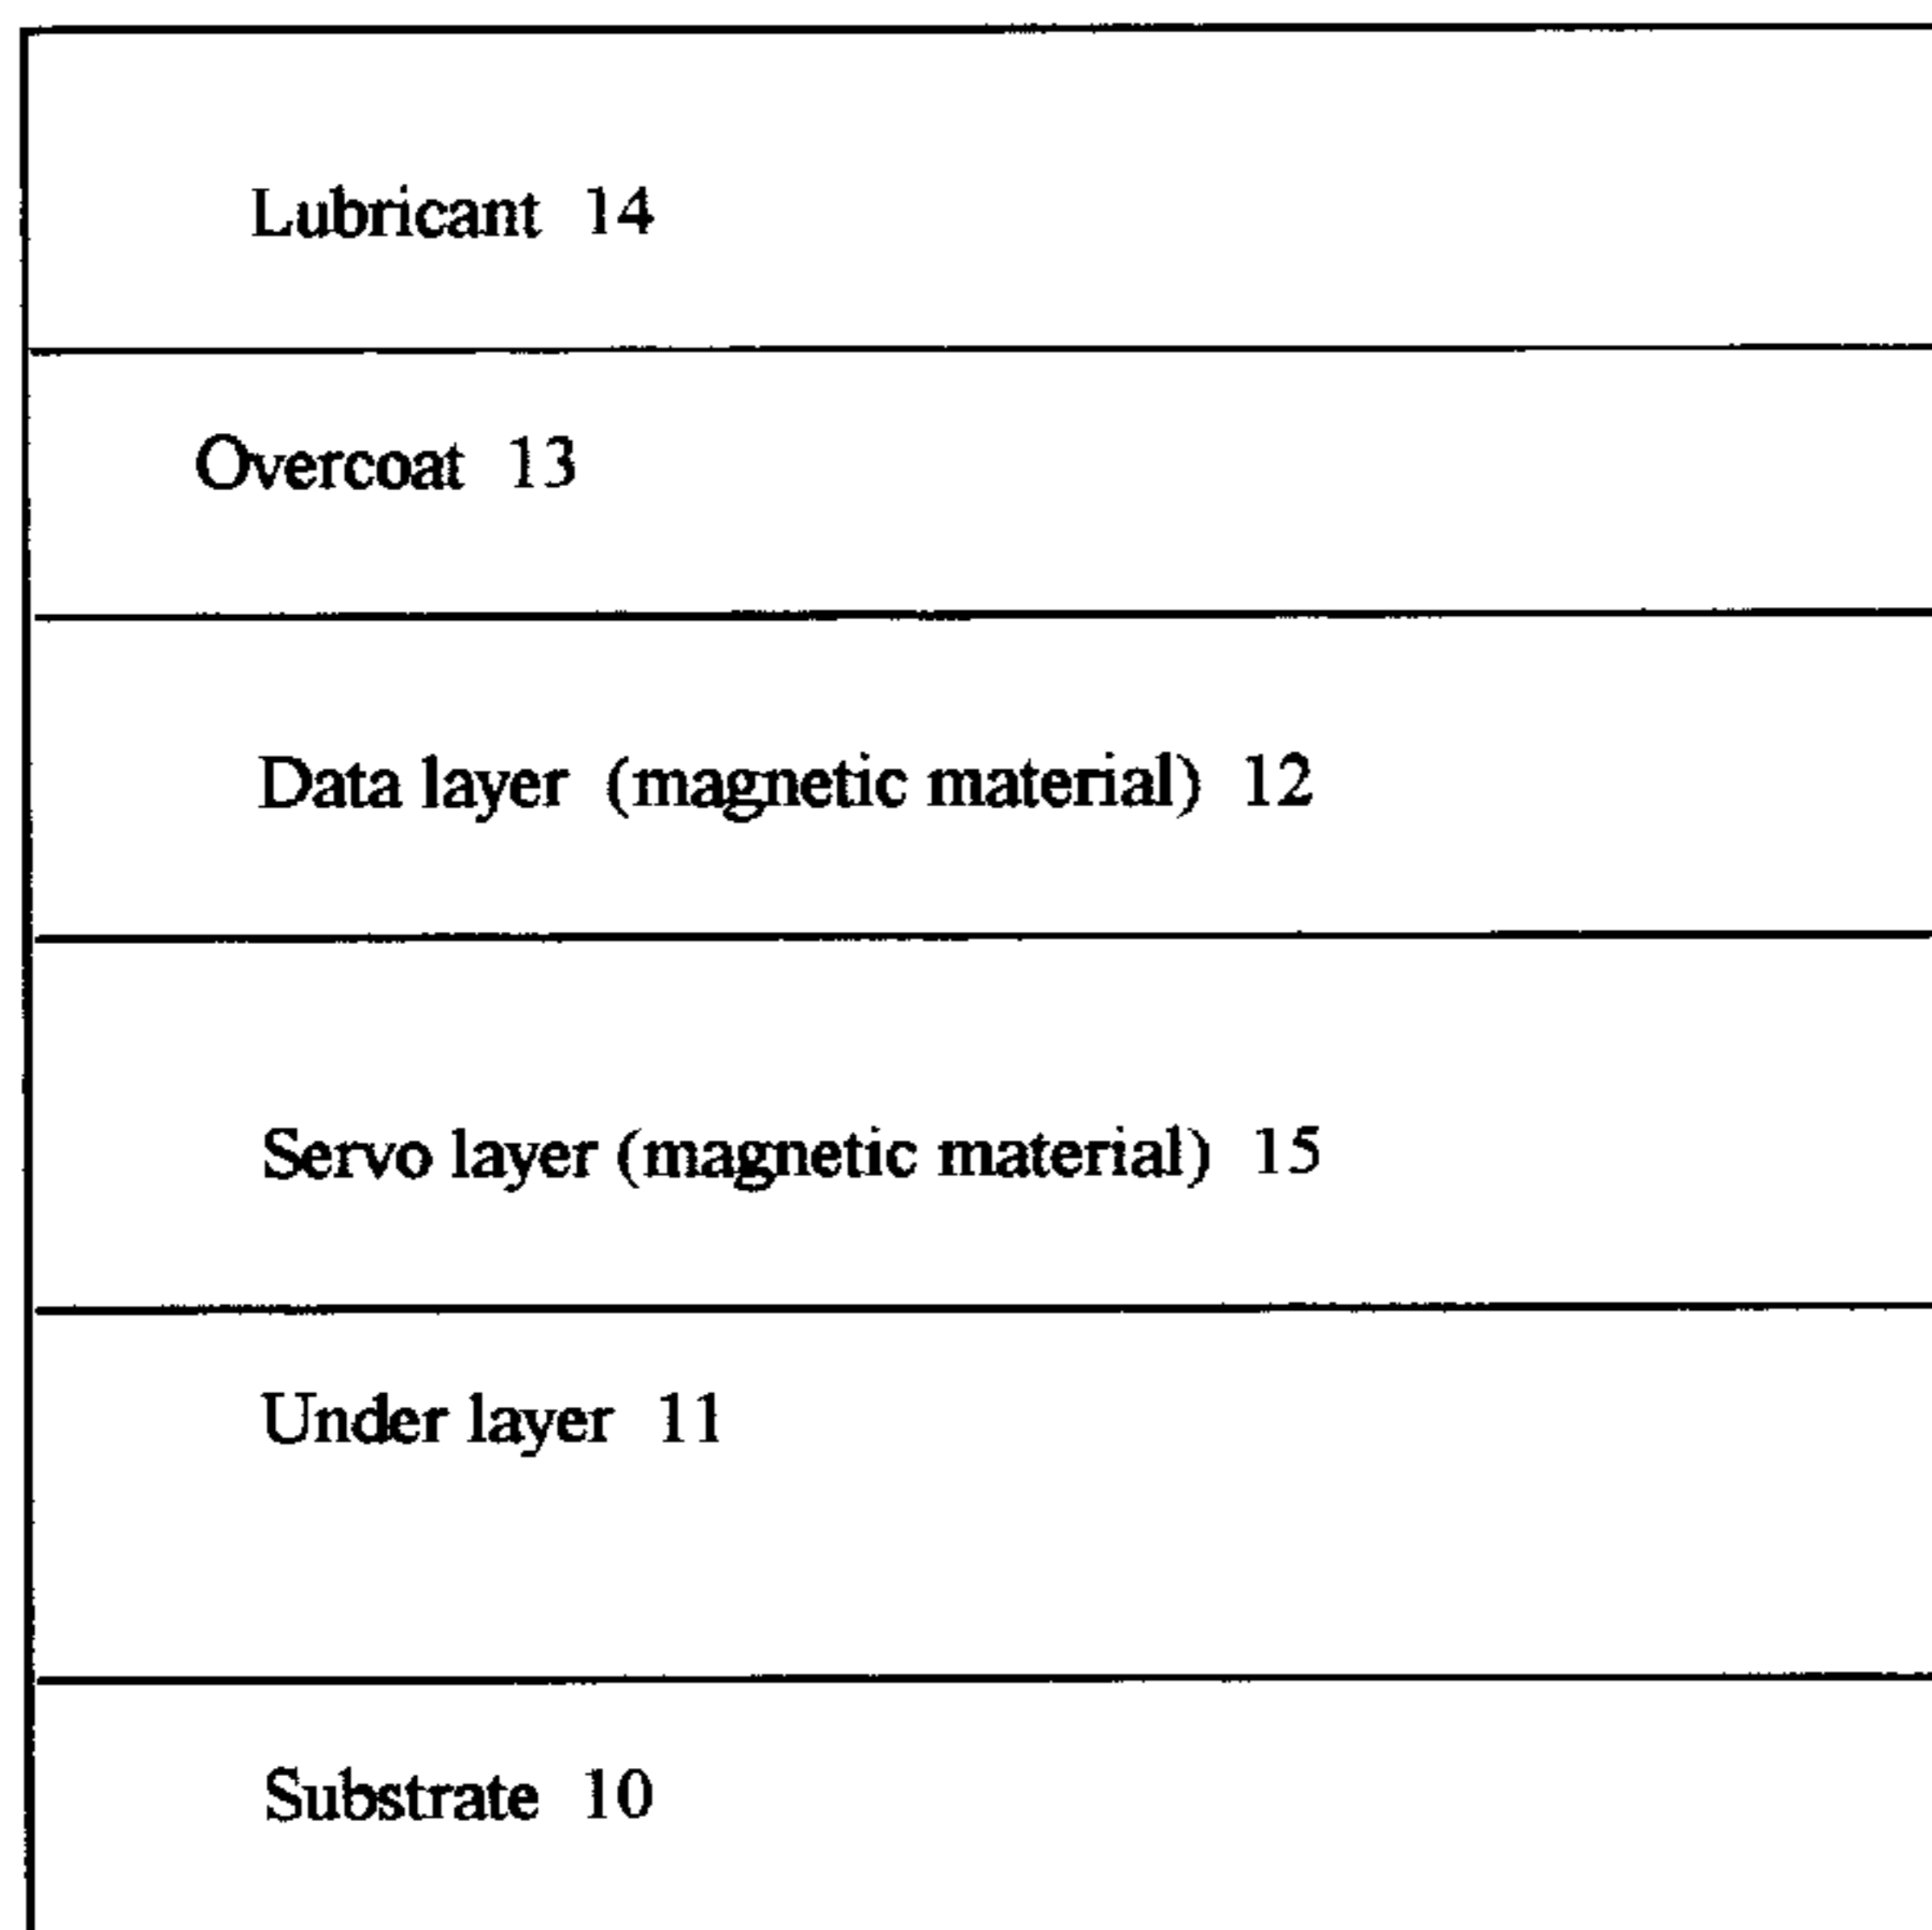 Lubricant 14
Overcoat 13
Data layer (magnetic material) 12
Servo layer (magnetic material) 15
Under layer 11
Substrate 10